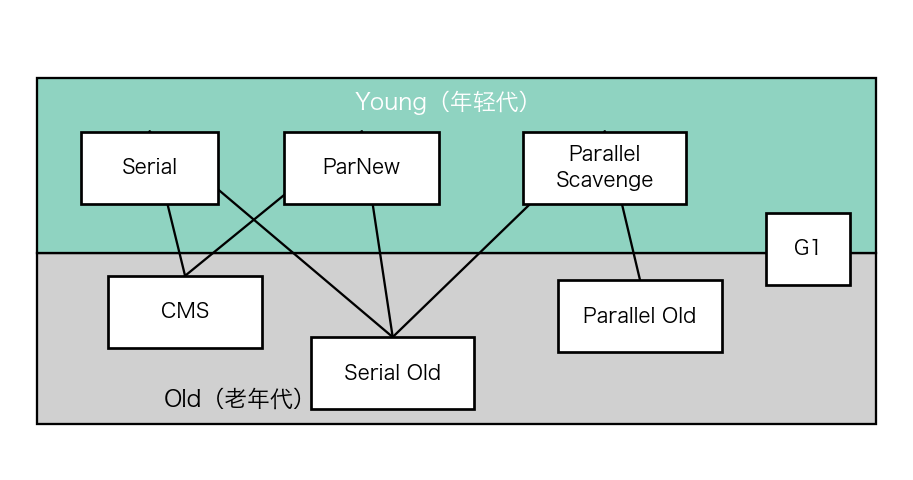 Young（年轻代）
Serial
ParNew
Parallel
Scavenge
G1
CMS
Parallel Old
Serial Old
Old（老年代）